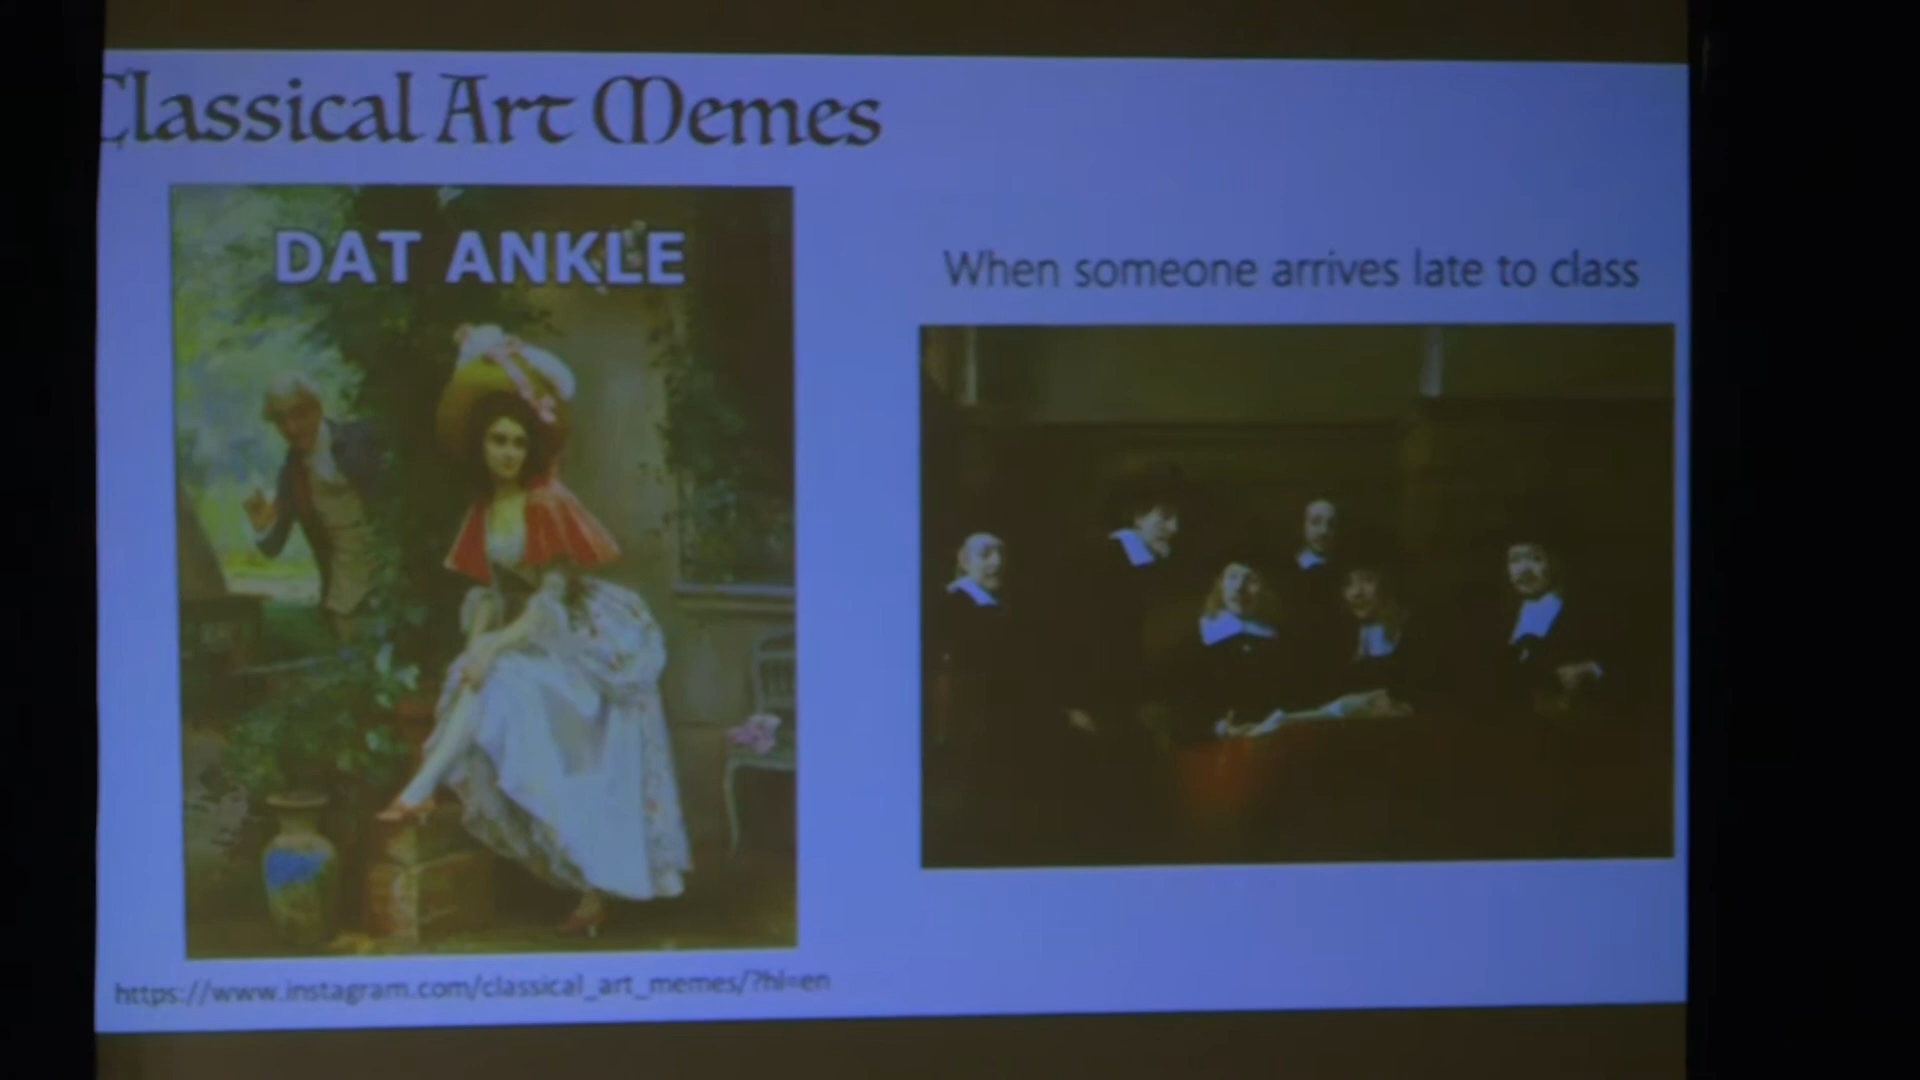 Classical Art Memes
DAT ANKLE
When someone arrives late to class
https://www.instagram.com/classical_art_memes/?hl=en